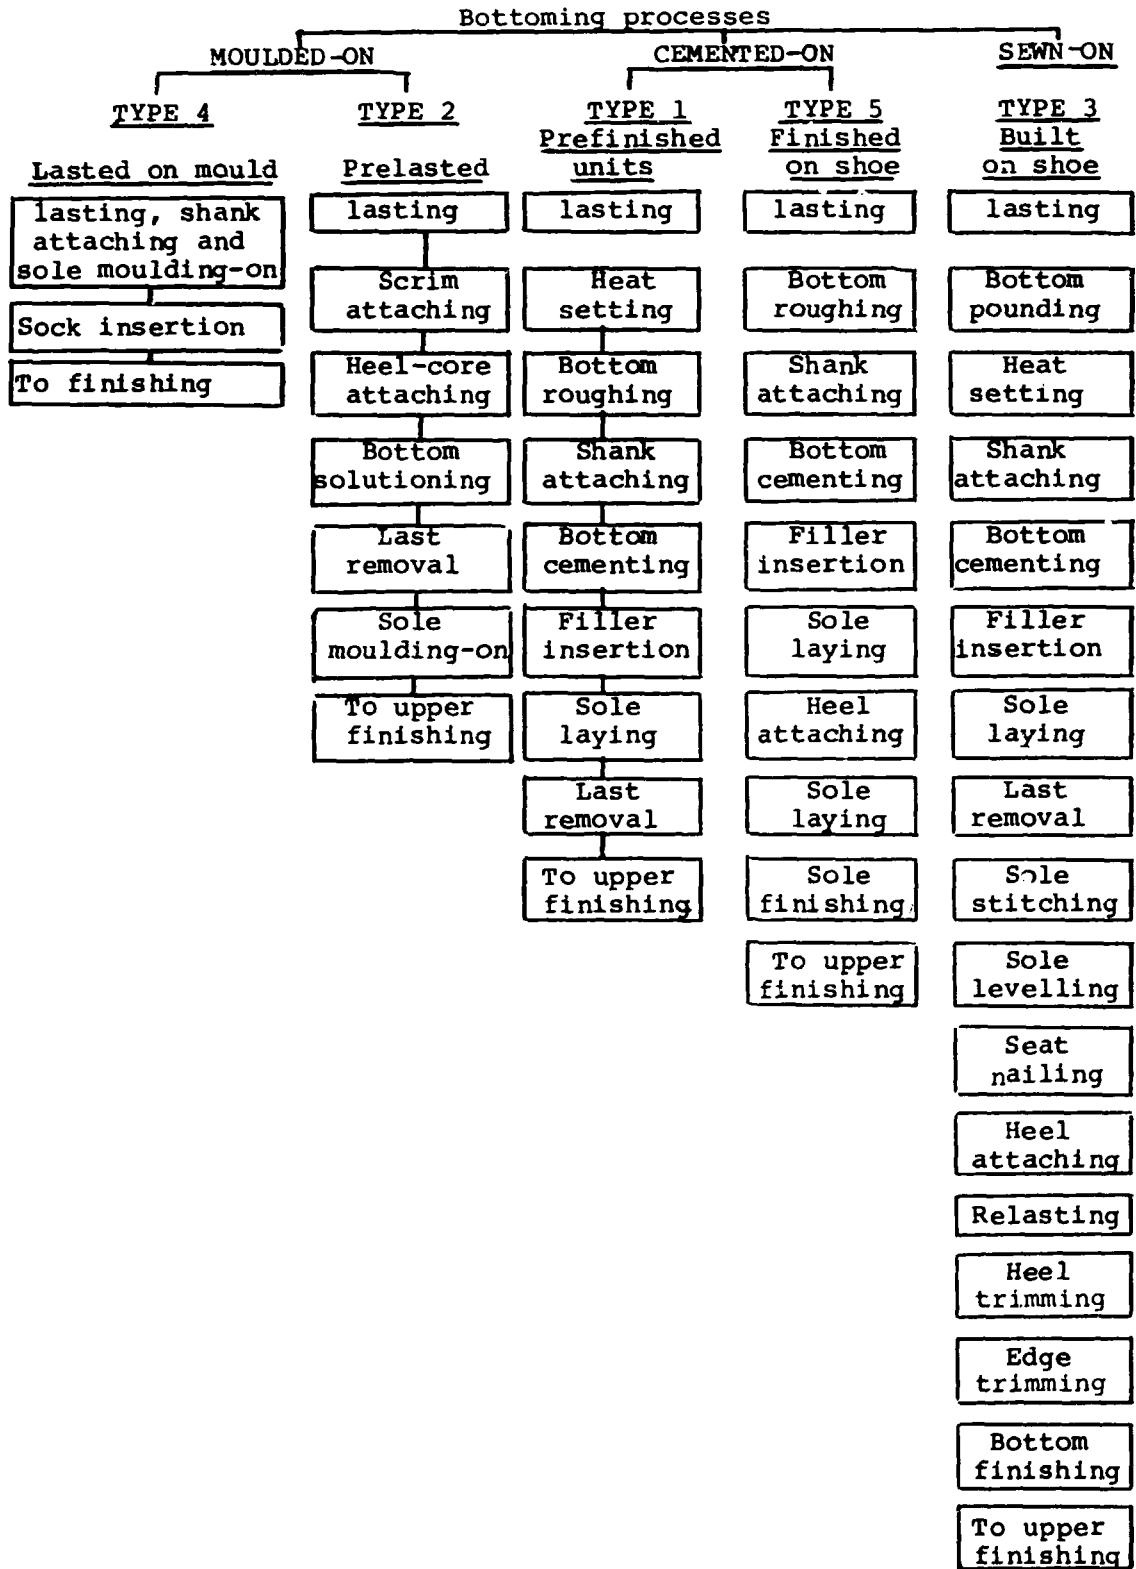 Bottoming processes
MOULDED-ON
CEMENTED-ON
SEWN-ON
TYPE 4
Lasted on mould
lasting, shank
attaching and
sole moulding-on
Sock insertion
To finishing
TYPE 2
Prelasted
lasting
Scrim
attaching
Heel-core
attaching
Bottom
solutioning
Last
removal
Sole
moulding-on
To upper
finishing
TYPE 1
Prefinished
units
lasting
Heat
setting
Bottom
roughing
Shank
attaching
Bottom
cementing
Filler
insertion
Sole
laying
Last
removal
To upper
finishing
TYPE 5
Finished
on shoe
lasting
Bottom
roughing
Shank
attaching
Bottom
cementing
Filler
insertion
Sole
laying
Heel
attaching
Sole
laying
Sole
finishing
To upper
finishing
TYPE 3
Built
on shoe
lasting
Bottom
pounding
Heat
setting
Shank
attaching
Bottom
cementing
Filler
insertion
Sole
laying
Last
removal
Sole
stitching
Sole
levelling
Seat
nailing
Heel
attaching
Relasting
Heel
trimming
Edge
trimming
Bottom
finishing
To upper
finishing